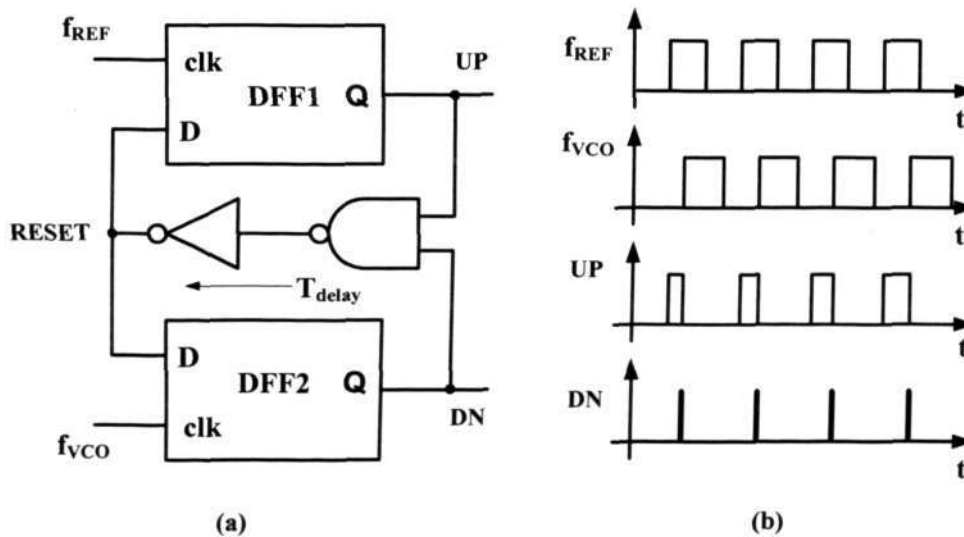 fREF
clk
UP
DFF1
Q
D
RESET
Tdelay
D
DFF2
Q
DN
clk
fVCO
(a)
fREF
t
fVCO
t
UP
t
DN
t
(b)